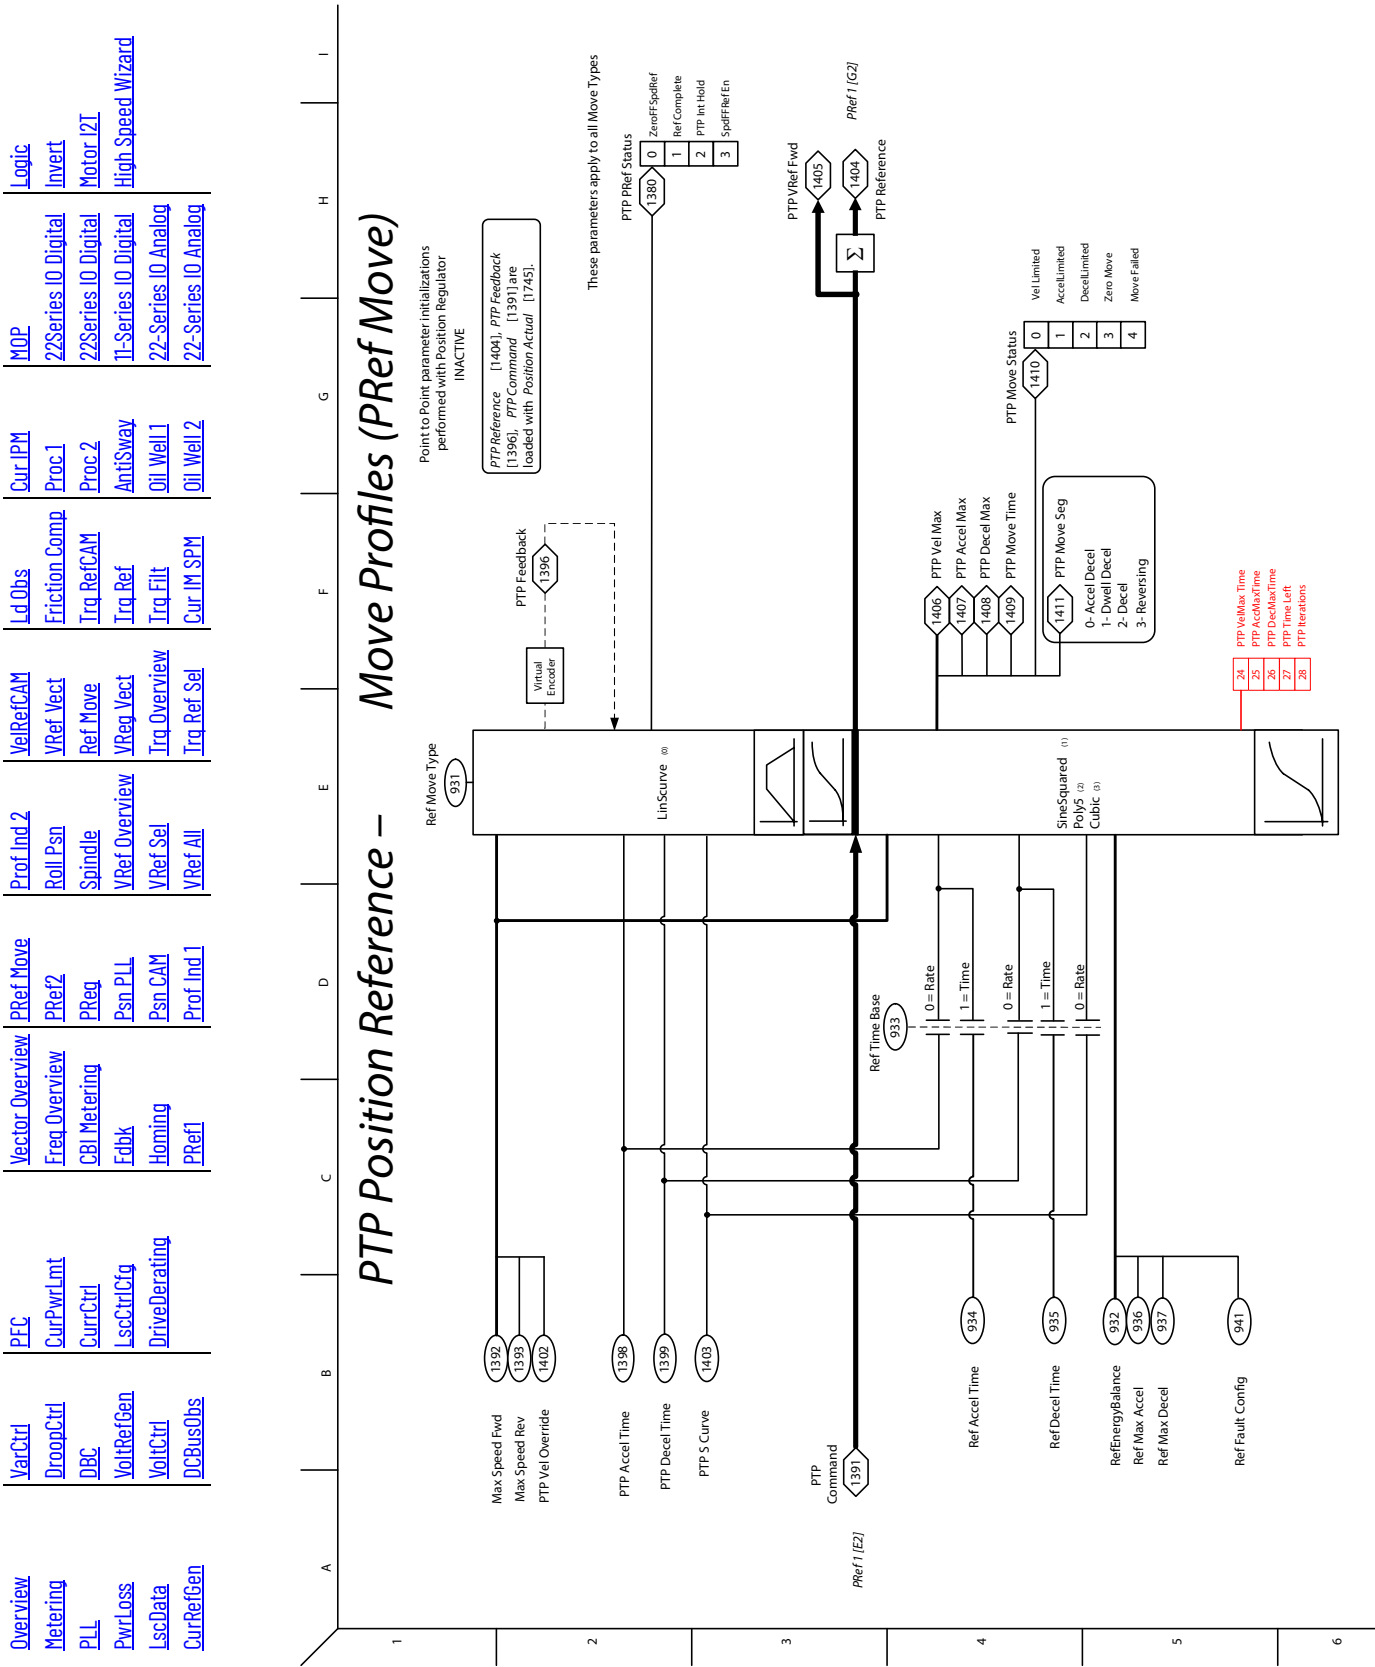 Overview
Metering
PLL
PwrLoss
LscData
CurRefGen
VarCtrl
DroopCtrl
DBC
VoltRefGen
VoltCtrl
DCBusObs
PFC
CurPwrLmt
CurrCtrl
LscCtrlCfg
DriveDerating
Vector Overview
Freq Overview
CBI Metering
Fdbk
Homing
PRef1
PRef Move
PRef2
PReg
Psn PLL
Psn CAM
Prof Ind 1
Prof Ind 2
Roll Psn
Spindle
VRef Overview
VRef Sel
VRef All
VelRefCAM
VRef Vect
Ref Move
VReg Vect
Trq Overview
Trq Ref Sel
Ld Obs
Friction Comp
Trq RefCAM
Trq Ref
Trq Filt
Cur IM SPM
Cur IPM
Proc 1
Proc 2
AntiSway
Oil Well 1
Oil Well 2
MOP
22Series IO Digital
22Series IO Digital
11-Series IO Digital
22-Series IO Analog
22-Series IO Analog
Logic
Invert
Motor I2T
High Speed Wizard
A
B
C
D
E
F
G
H
I
1
2
3
4
5
6
PTP Position Reference – Move Profiles (PRef Move)
Point to Point parameter initializations
performed with Position Regulator
INACTIVE
PTP Reference [1404], PTP Feedback
[1396], PTP Command [1391] are
loaded with Position Actual [1745].
These parameters apply to all Move Types
Ref Move Type
931
PTP Feedback
1396
Virtual
Encoder
PTP PRef Status
1380
0 ZeroFFSpdRef
1 Ref Complete
2 PTP Int Hold
3 SpdFFRef En
Max Speed Fwd
1392
Max Speed Rev
1393
PTP Vel Override
1402
PTP Accel Time
1398
PTP Decel Time
1399
PTP S Curve
1403
LinScurve (0)
PTP
Command
1391
PRef 1 [E2]
Σ
PTP VRef Fwd
1405
1404
PTP Reference
PRef 1 [G2]
Ref Time Base
933
0 = Rate
1 = Time
0 = Rate
1 = Time
0 = Rate
Ref Accel Time
934
Ref Decel Time
935
RefEnergyBalance
932
Ref Max Accel
936
Ref Max Decel
937
Ref Fault Config
941
SineSquared (1)
Poly5 (2)
Cubic (3)
1406 PTP Vel Max
1407 PTP Accel Max
1408 PTP Decel Max
1409 PTP Move Time
PTP Move Status
1410
0 Vel Limited
1 AccelLimited
2 DecelLimited
3 Zero Move
4 Move Failed
1411 PTP Move Seg
0- Accel Decel
1- Dwell Decel
2- Decel
3- Reversing
24 PTP VelMax Time
25 PTP AccMaxTime
26 PTP DecMaxTime
27 PTP Time Left
28 PTP Iterations